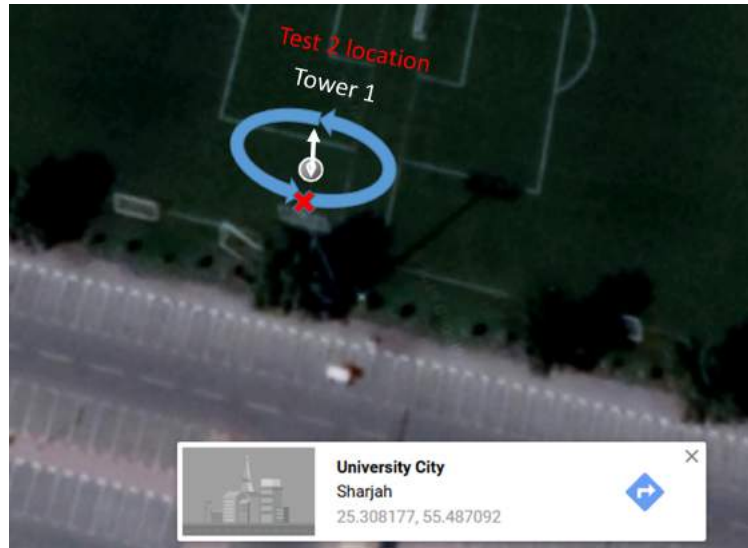 Test 2 location
Tower 1
University City
Sharjah
25.308177, 55.487092